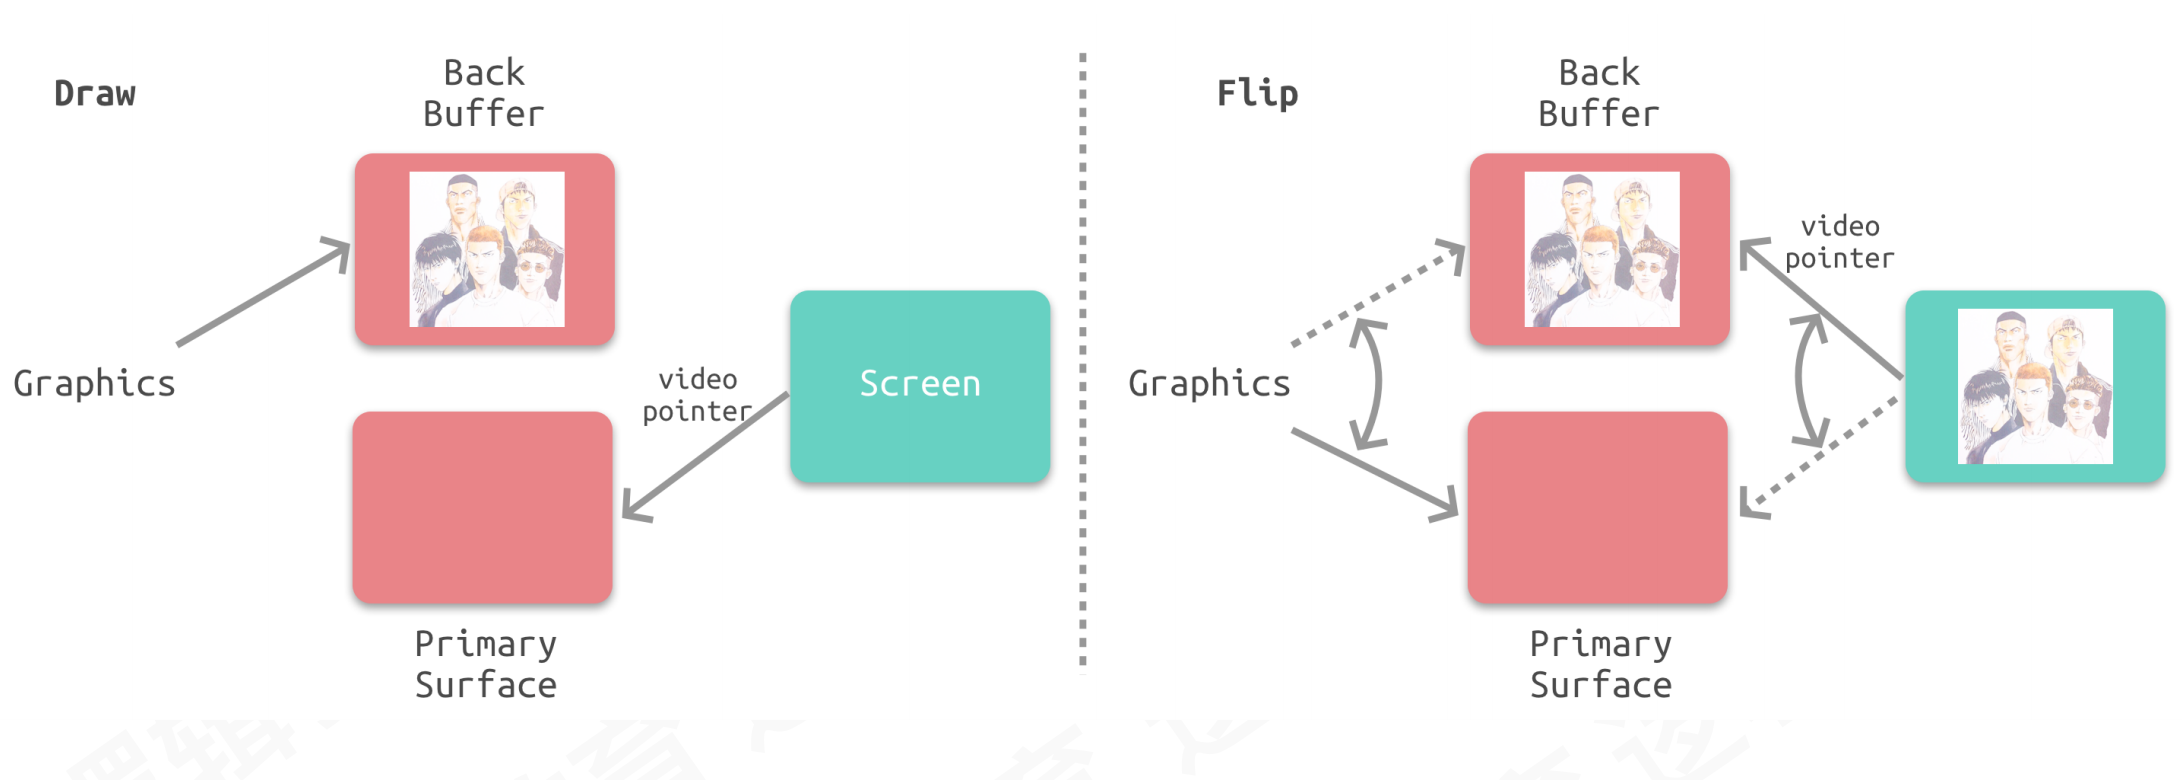 Draw
Back
Buffer
Graphics
video
pointer
Screen
Primary
Surface
Flip
Back
Buffer
video
pointer
Graphics
Primary
Surface